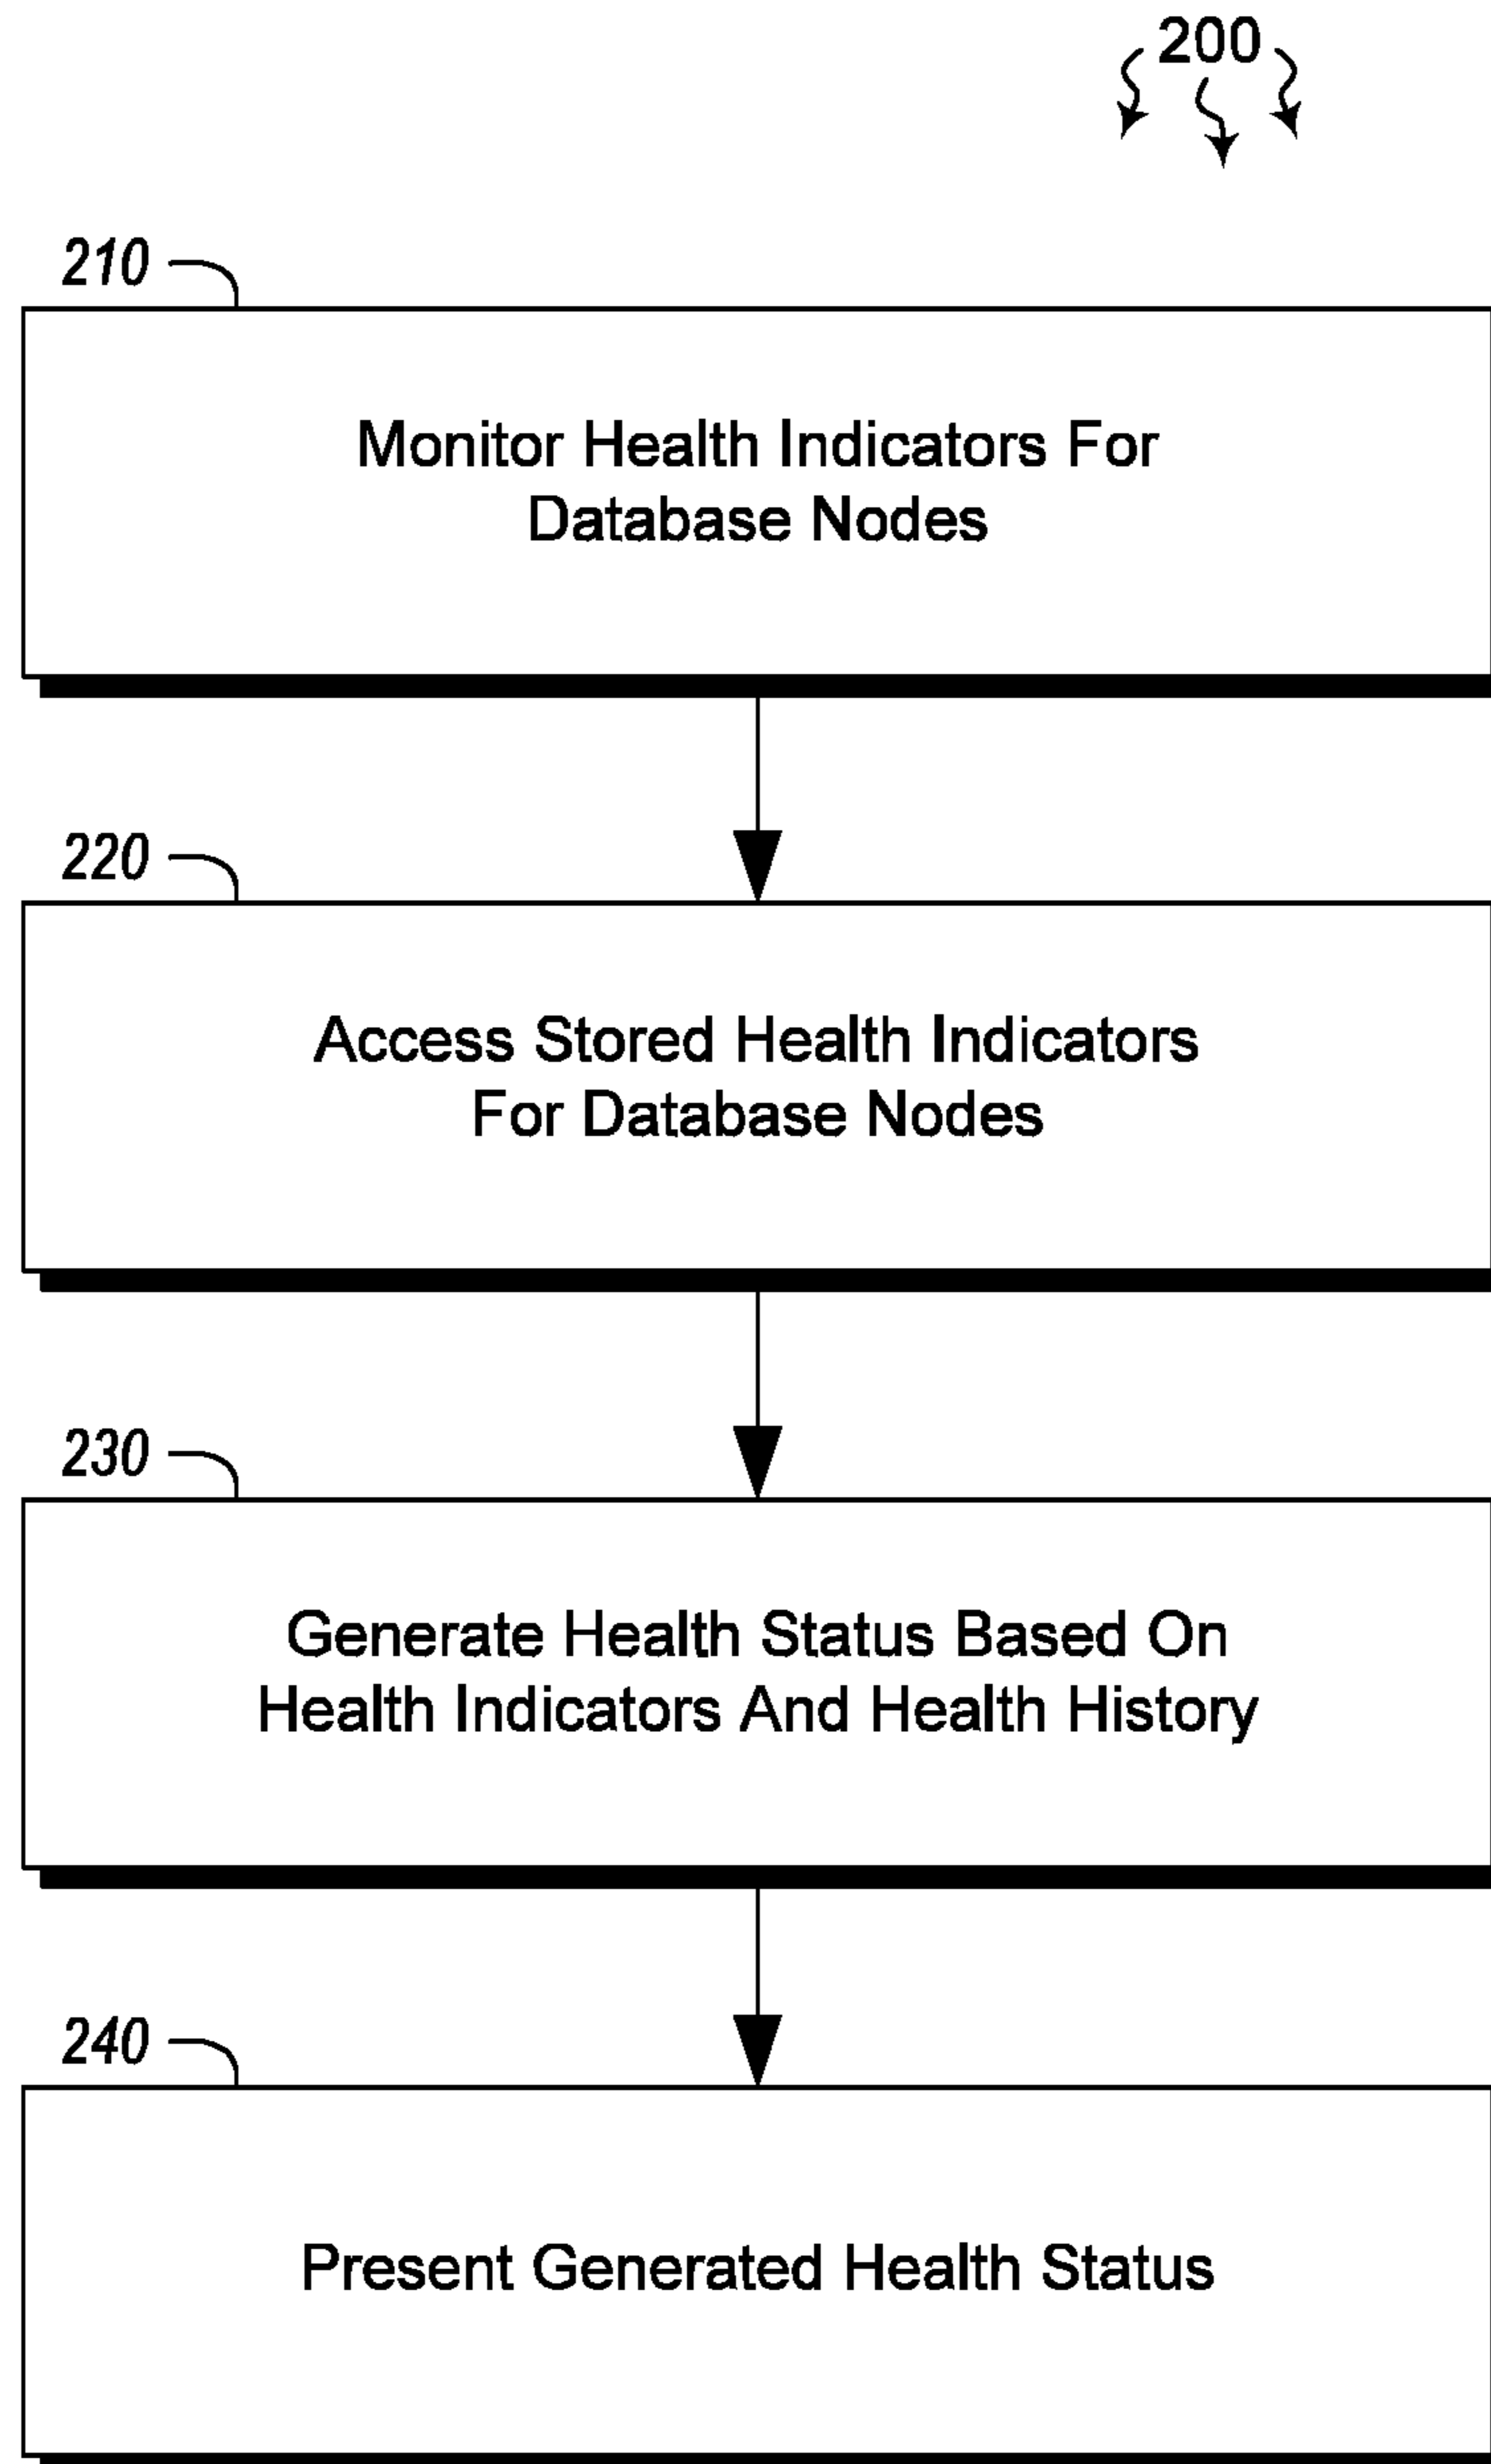 200
210
Monitor Health Indicators For
Database Nodes
220
Access Stored Health Indicators
For Database Nodes
230
Generate Health Status Based On
Health Indicators And Health History
240
Present Generated Health Status